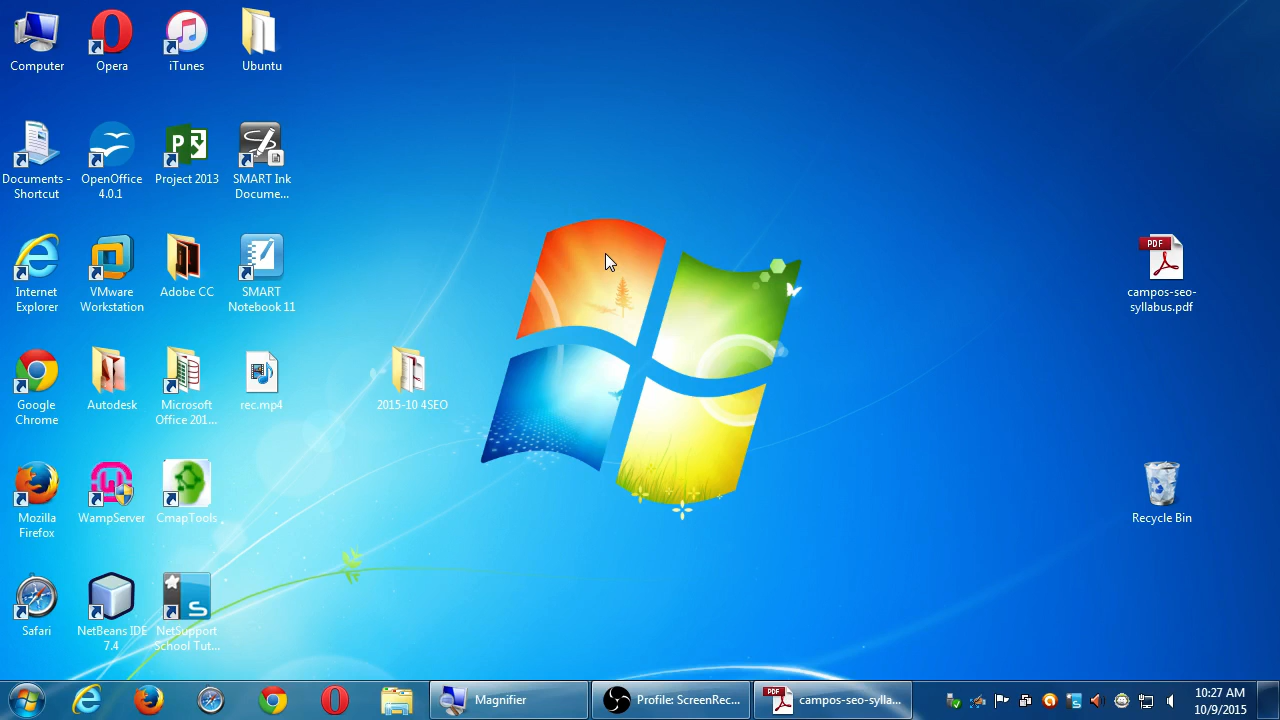 Computer
Opera
iTunes
Ubuntu
Documents -
Shortcut
OpenOffice
4.0.1
Project 2013
SMART Ink
Docume...
Internet
Explorer
VMware
Workstation
Adobe CC
SMART
Notebook 11
PDF
campos-seo-
syllabus.pdf
Google
Chrome
Autodesk
Microsoft
Office 201...
rec.mp4
2015-10 4SEO
Mozilla
Firefox
WampServer
CmapTools
Recycle Bin
Safari
NetBeans IDE
7.4
S
NetSupport
School Tut...
Magnifier
Profile: ScreenRec...
PDF
campos-seo-sylla...
10:27 AM
10/9/2015